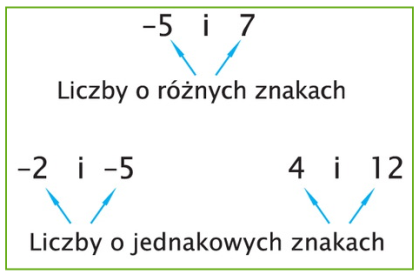 –5 i 7
Liczby o różnych znakach
–2 i –5 4 i 12
Liczby o jednakowych znakach